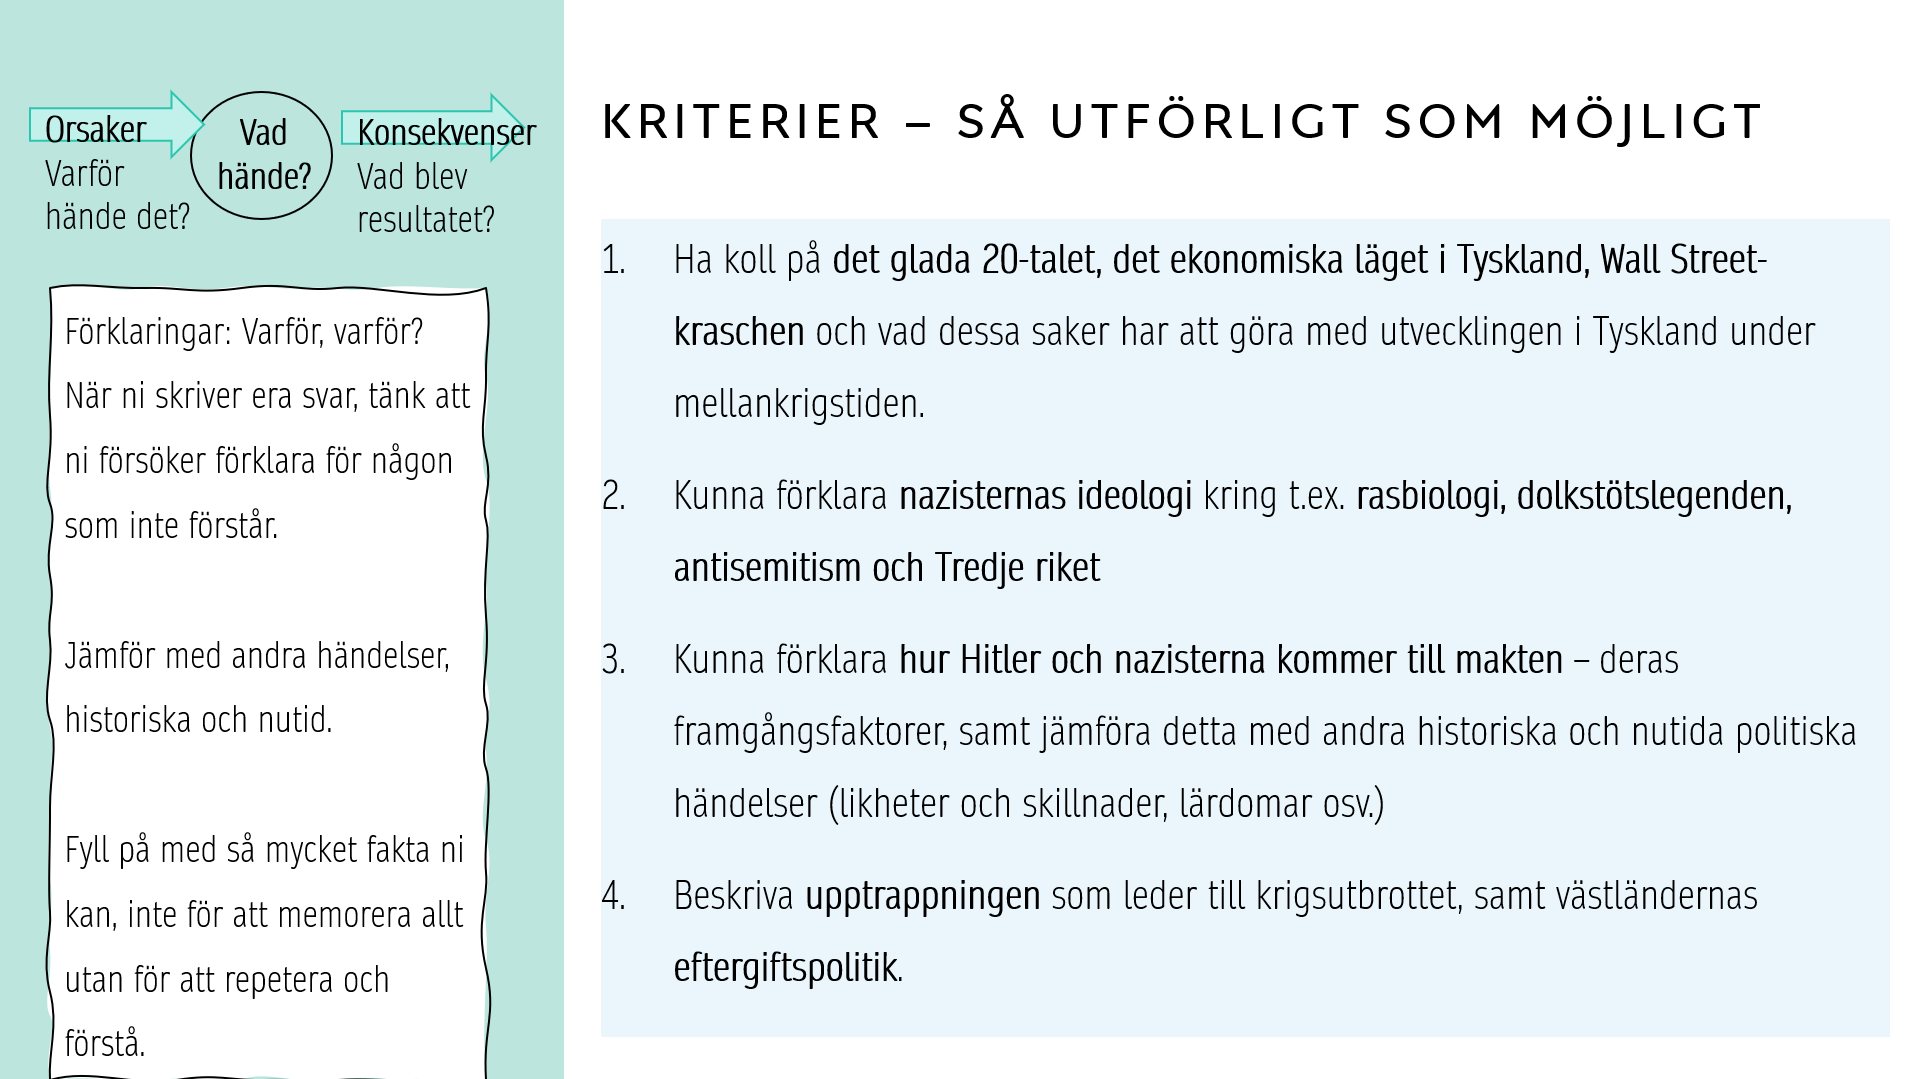 Orsaker
Varför
hände det?
Vad
hände?
Konsekvenser
Vad blev
resultatet?
Förklaringar: Varför, varför?
När ni skriver era svar, tänk att
ni försöker förklara för någon
som inte förstår.
Jämför med andra händelser,
historiska och nutid.
Fyll på med så mycket fakta ni
kan, inte för att memorera allt
utan för att repetera och
förstå.
KRITERIER – SÅ UTFÖRLIGT SOM MÖJLIGT
1. Ha koll på det glada 20-talet, det ekonomiska läget i Tyskland, Wall Street-
kraschen och vad dessa saker har att göra med utvecklingen i Tyskland under
mellankrigstiden.
2. Kunna förklara nazisternas ideologi kring t.ex. rasbiologi, dolkstötslegenden,
antisemitism och Tredje riket
3. Kunna förklara hur Hitler och nazisterna kommer till makten – deras
framgångsfaktorer, samt jämföra detta med andra historiska och nutida politiska
händelser (likheter och skillnader, lärdomar osv.)
4. Beskriva upptrappningen som leder till krigsutbrottet, samt västländernas
eftergiftspolitik.